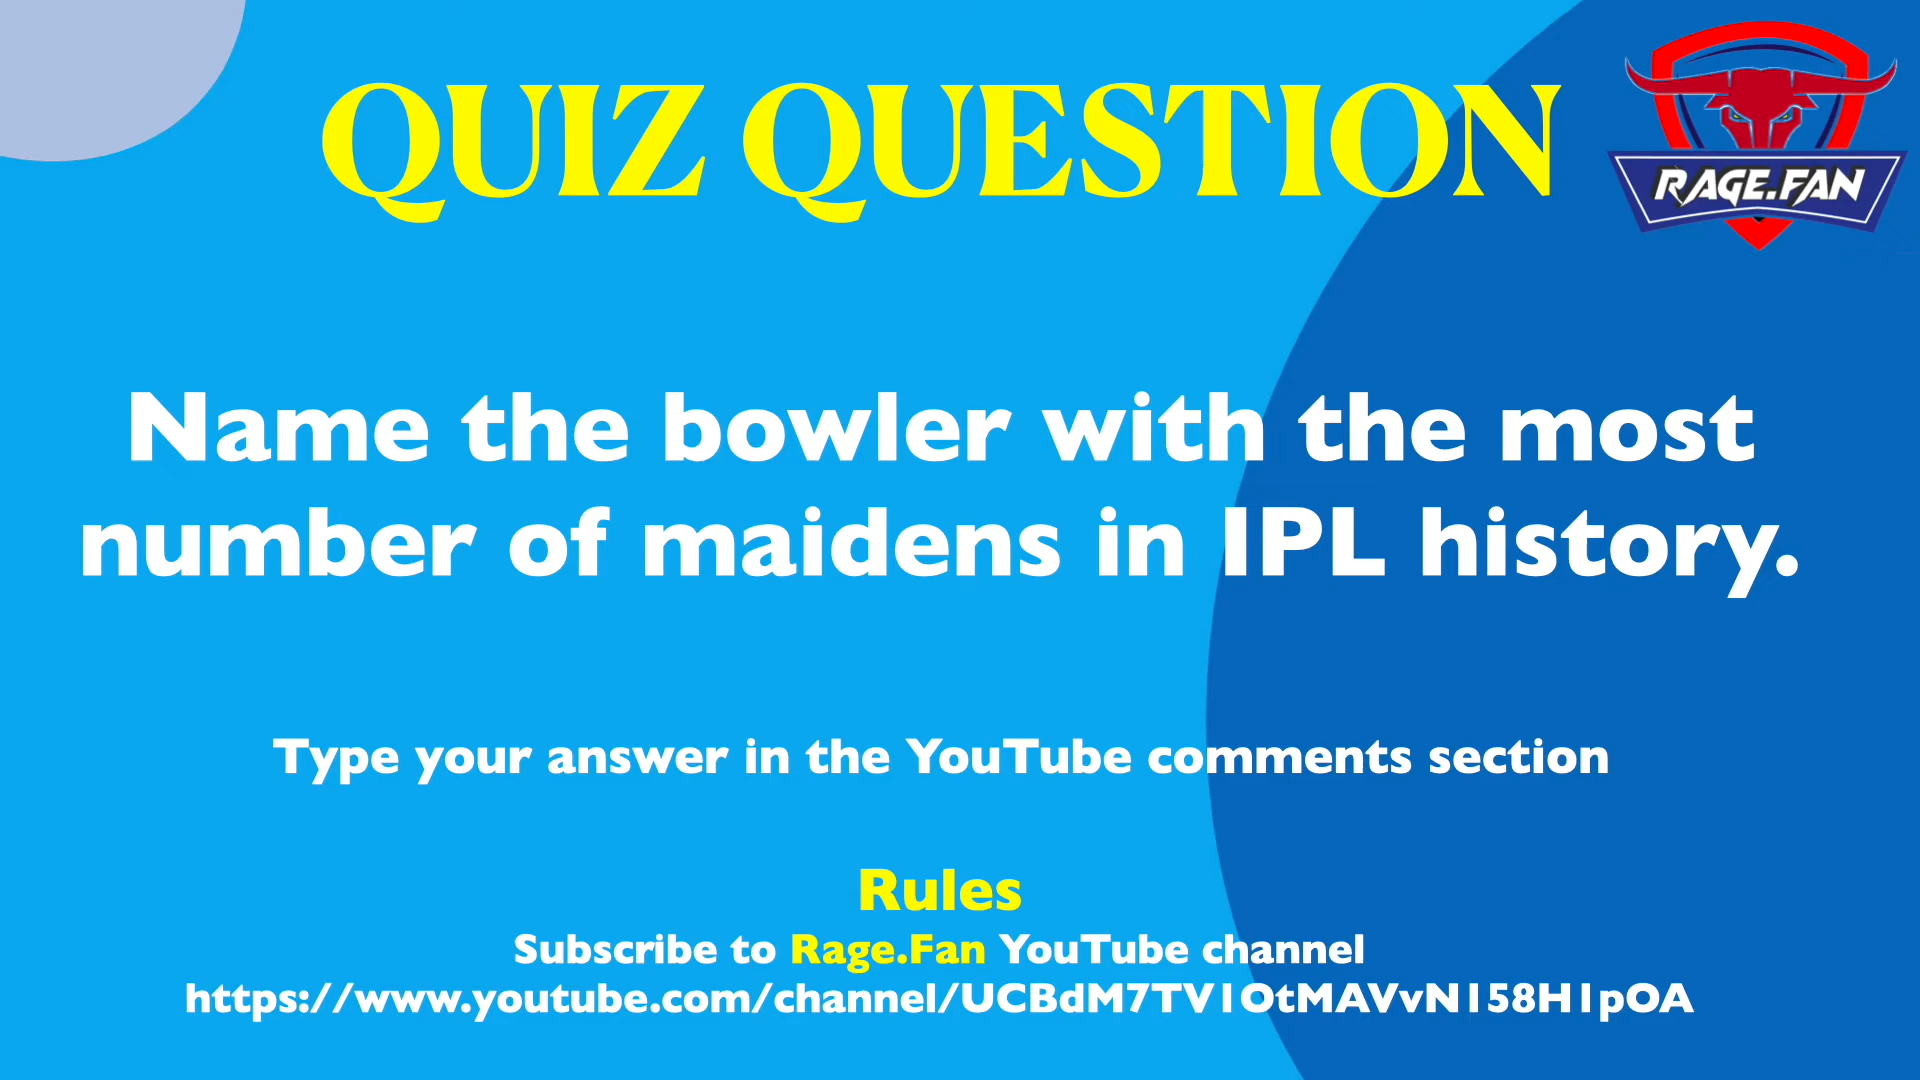 QUIZ QUESTION
RAGE.FAN
Name the bowler with the most
number of maidens in IPL history.
Type your answer in the YouTube comments section
Rules
Subscribe to Rage.Fan YouTube channel
https://www.youtube.com/channel/UCBdM7TV1OtMAVvN158H1pOA